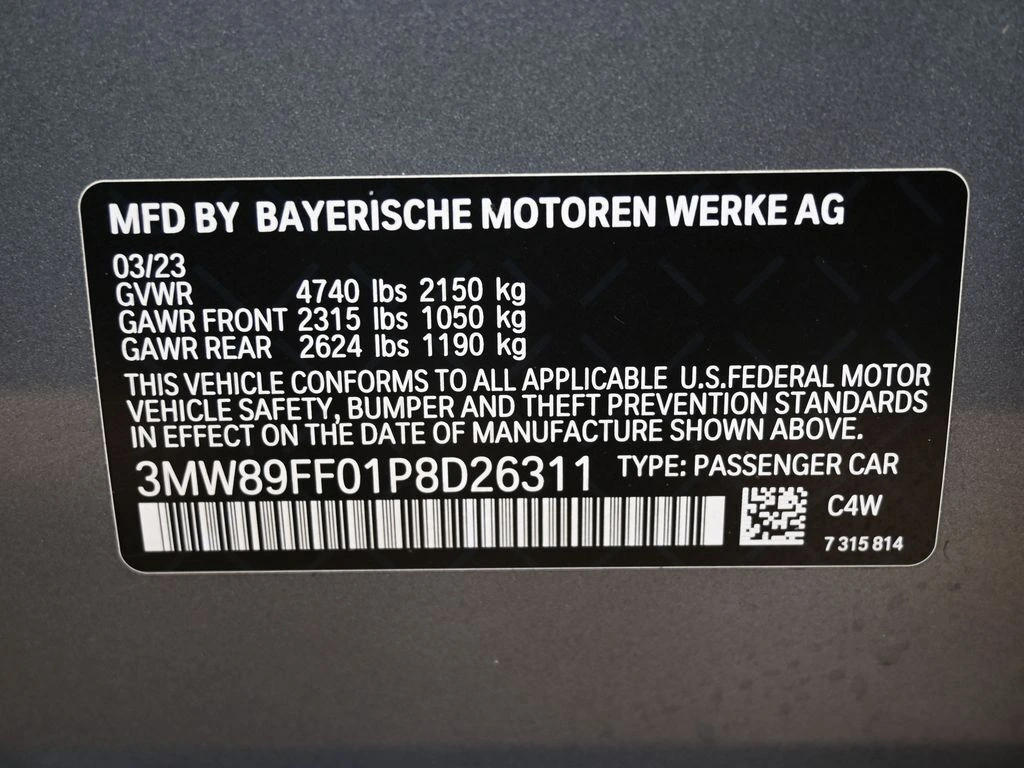 MFD BY BAYERISCHE MOTOREN WERKE AG
03/23
GVWR 4740 lbs 2150 kg
GAWR FRONT 2315 lbs 1050 kg
GAWR REAR 2624 lbs 1190 kg
THIS VEHICLE CONFORMS TO ALL APPLICABLE U.S.FEDERAL MOTOR
VEHICLE SAFETY, BUMPER AND THEFT PREVENTION STANDARDS
IN EFFECT ON THE DATE OF MANUFACTURE SHOWN ABOVE.
3MW89FF01P8D26311 TYPE: PASSENGER CAR
C4W
7 315 814